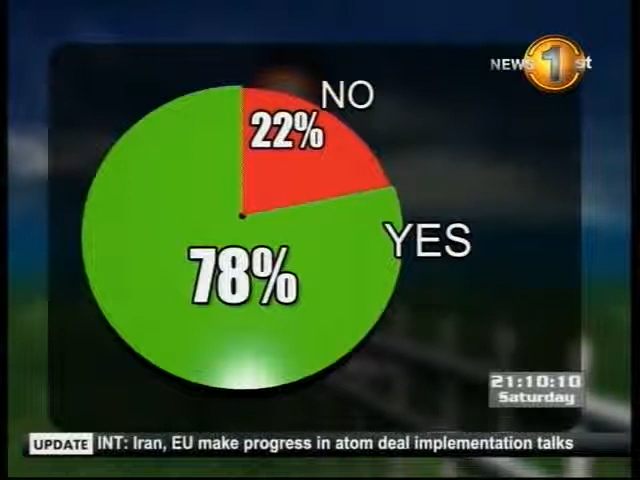 NEWS 1st
NO
22%
YES
78%
21:10:10
Saturday
UPDATE INT: Iran, EU make progress in atom deal implementation talks